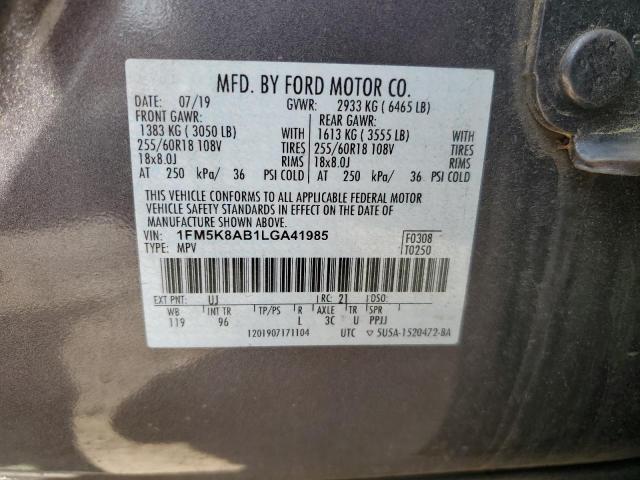 MFD. BY FORD MOTOR CO.
DATE: 07/19 GVWR: 2933 KG ( 6465 LB)
FRONT GAWR: REAR GAWR:
1383 KG ( 3050 LB) WITH 1613 KG ( 3555 LB) WITH
255/60R18 108V TIRES 255/60R18 108V TIRES
18x8.0J RIMS 18x8.0J RIMS
AT 250 kPa/ 36 PSI COLD AT 250 kPa/ 36 PSI COLD
THIS VEHICLE CONFORMS TO ALL APPLICABLE FEDERAL MOTOR
VEHICLE SAFETY STANDARDS IN EFFECT ON THE DATE OF
MANUFACTURE SHOWN ABOVE.
VIN: 1FM5K8AB1LGA41985 F0308
TYPE: MPV T0250
EXT PNT: UJ RC: 21 DSO:
WB INT TR TP/PS R AXLE TR SPR
119 96 L 3C U PPJJ
1201907171104 UTC ▽ 5U5A-1520472-BA